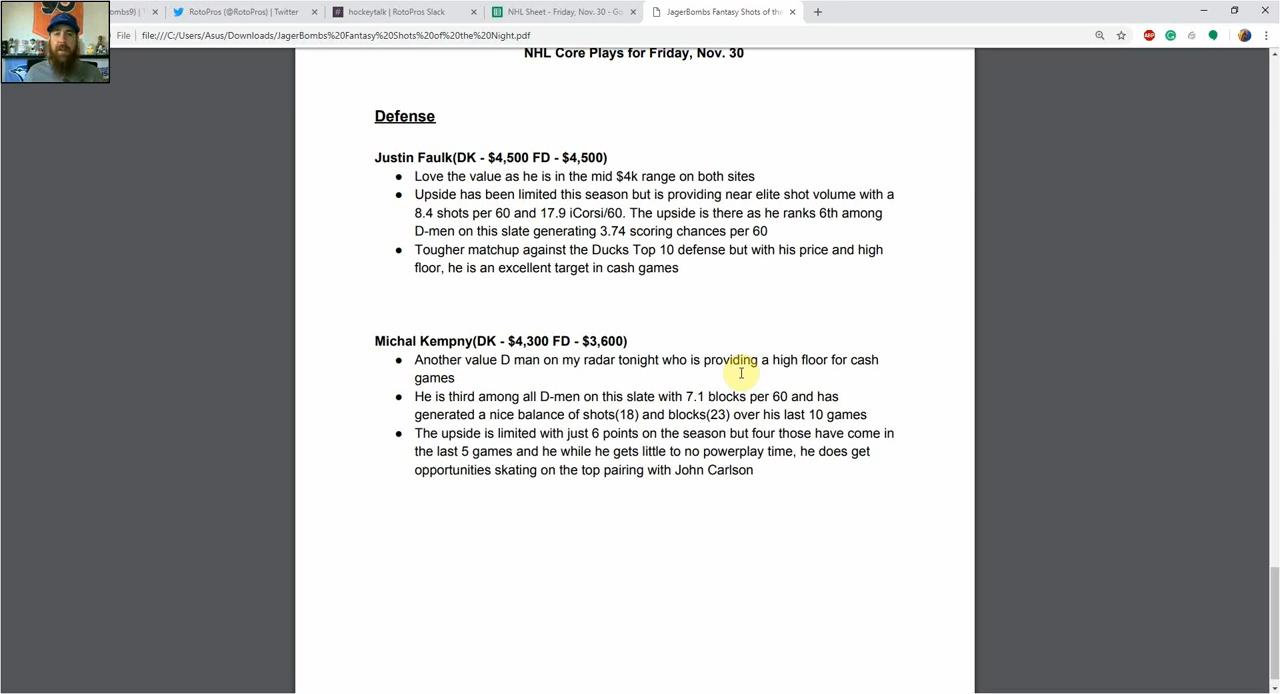 ombs9) | T
RotoPros (@RotoPros) | Twitter
hockeytalk | RotoPros Slack
NHL Sheet - Friday, Nov. 30 - Go
JagerBombs Fantasy Shots of the
File
file:///C:/Users/Asus/Downloads/JagerBombs%20Fantasy%20Shots%20of%20the%20Night.pdf
ABP
NHL Core Plays for Friday, Nov. 30
Defense
Justin Faulk(DK - $4,500 FD - $4,500)
● Love the value as he is in the mid $4k range on both sites
● Upside has been limited this season but is providing near elite shot volume with a
8.4 shots per 60 and 17.9 iCorsi/60. The upside is there as he ranks 6th among
D-men on this slate generating 3.74 scoring chances per 60
● Tougher matchup against the Ducks Top 10 defense but with his price and high
floor, he is an excellent target in cash games
Michal Kempny(DK - $4,300 FD - $3,600)
● Another value D man on my radar tonight who is providing a high floor for cash
games
● He is third among all D-men on this slate with 7.1 blocks per 60 and has
generated a nice balance of shots(18) and blocks(23) over his last 10 games
● The upside is limited with just 6 points on the season but four those have come in
the last 5 games and he while he gets little to no powerplay time, he does get
opportunities skating on the top pairing with John Carlson